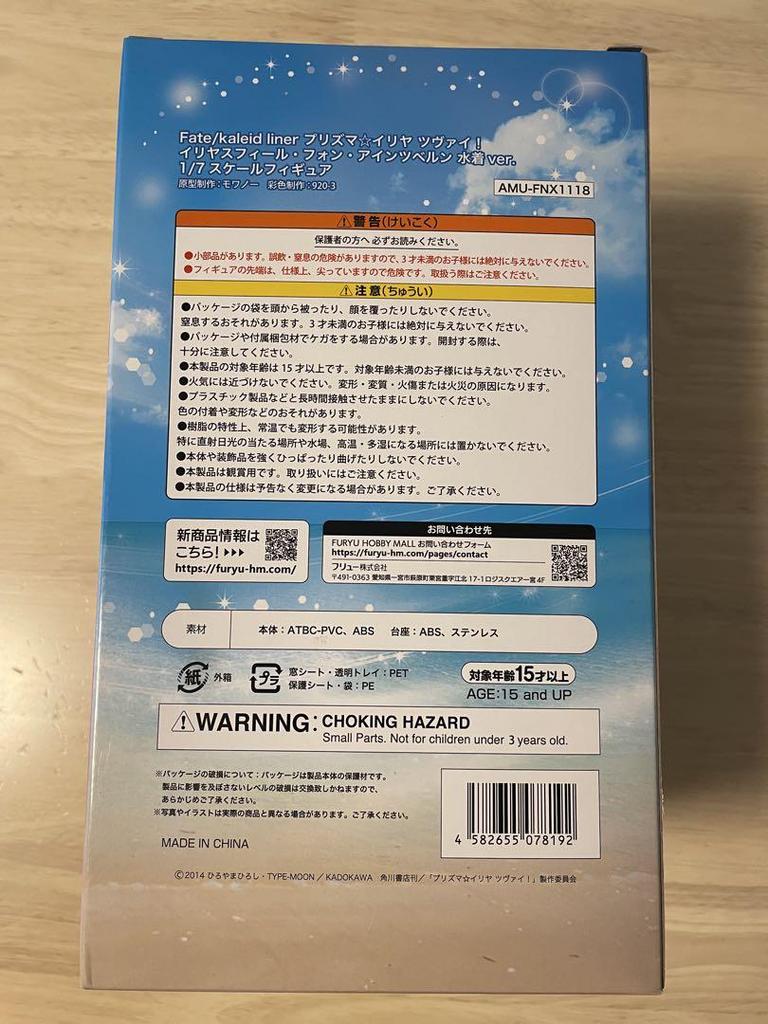 Fate/kaleid liner プリズマ☆イリヤ ツヴァイ！
イリヤスフィール・フォン・アインツベルン 水着 ver.
1/7 スケールフィギュア
原型制作：モワノー　彩色制作：920-3
AMU-FNX1118
⚠警告(けいこく)
保護者の方へ 必ずお読みください。
●小部品があります。誤飲・窒息の危険がありますので、3才未満のお子様には絶対に与えないでください。
●フィギュアの先端は、仕様上、尖っていますので危険です。取扱う際はご注意ください。
⚠注意(ちゅうい)
●パッケージの袋を頭から被ったり、顔を覆ったりしないでください。
窒息するおそれがあります。3才未満のお子様には絶対に与えないでください。
●パッケージや付属梱包材でケガをする場合があります。開封する際は、
十分に注意してください。
●本製品の対象年齢は15才以上です。対象年齢未満のお子様には与えないでください。
●火気には近づけないでください。変形・変質・火傷または火災の原因になります。
●プラスチック製品などと長時間接触させたままにしないでください。
色の付着や変形などのおそれがあります。
●樹脂の特性上、常温でも変形する可能性があります。
特に直射日光の当たる場所や水場、高温・多湿になる場所には置かないでください。
●本体や装飾品を強くひっぱったり曲げたりしないでください。
●本製品は観賞用です。取り扱いにはご注意ください。
●本製品の仕様は予告なく変更になる場合があります。ご了承ください。
新商品情報は
こちら！▶▶▶
https://furyu-hm.com/
お問い合わせ先
FURYU HOBBY MALL お問い合わせフォーム
https://furyu-hm.com/pages/contact
フリュー株式会社
〒491-0363 愛知県一宮市萩原町東宮重字江北 17-1ロジスクエアー宮 4F
素材　本体：ATBC-PVC、ABS　台座：ABS、ステンレス
紙 外箱
プラ 窓シート・透明トレイ：PET
保護シート・袋：PE
対象年齢15才以上
AGE:15 and UP
⚠WARNING: CHOKING HAZARD
Small Parts. Not for children under 3 years old.
※パッケージの破損について：パッケージは製品本体の保護材です。
製品に影響を及ぼさないレベルの破損は交換致しかねますので、
あらかじめご了承ください。
※写真やイラストは実際の商品と異なる場合があります。ご了承ください。
4 582655 078192
MADE IN CHINA
©2014 ひろやまひろし・TYPE-MOON／KADOKAWA　角川書店刊／「プリズマ☆イリヤ ツヴァイ！」製作委員会